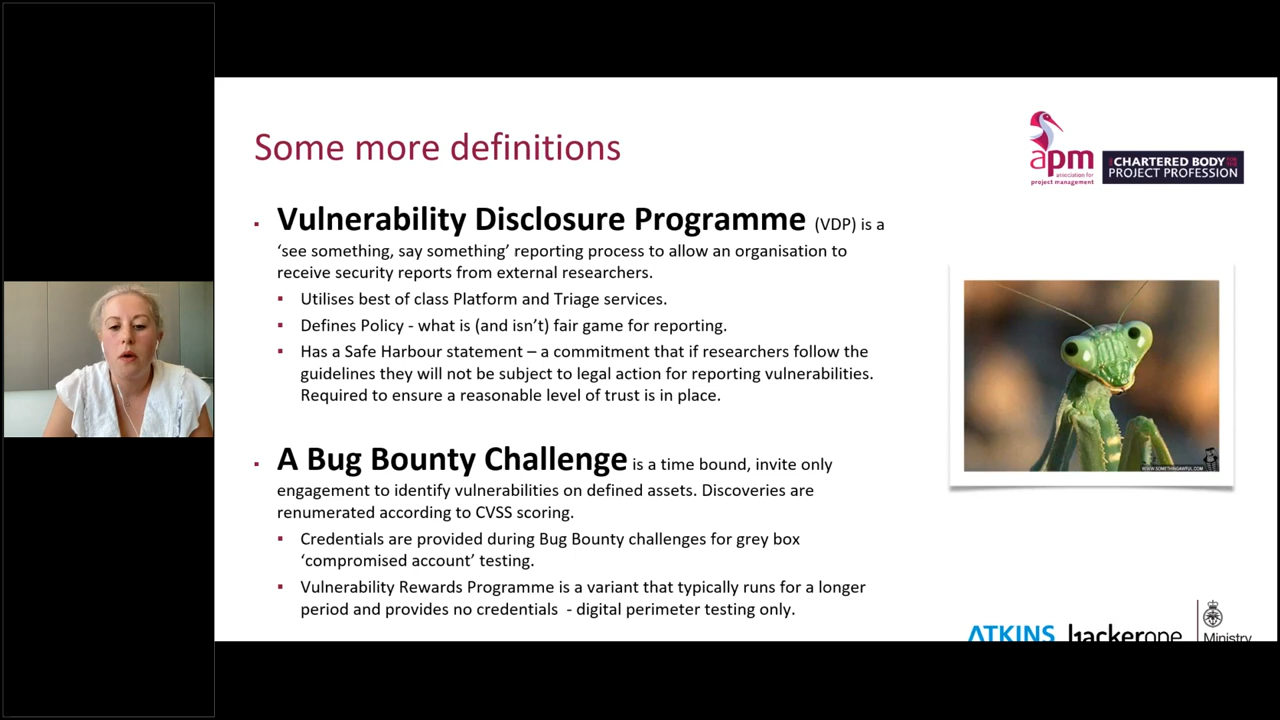 Some more definitions
apm
association for
project management
CHARTERED BODY FOR THE
PROJECT PROFESSION
Vulnerability Disclosure Programme (VDP) is a
‘see something, say something’ reporting process to allow an organisation to
receive security reports from external researchers.
Utilises best of class Platform and Triage services.
Defines Policy - what is (and isn’t) fair game for reporting.
Has a Safe Harbour statement – a commitment that if researchers follow the
guidelines they will not be subject to legal action for reporting vulnerabilities.
Required to ensure a reasonable level of trust is in place.
WWW.SOMETHINGAWFUL.COM
A Bug Bounty Challenge is a time bound, invite only
engagement to identify vulnerabilities on defined assets. Discoveries are
renumerated according to CVSS scoring.
Credentials are provided during Bug Bounty challenges for grey box
‘compromised account’ testing.
Vulnerability Rewards Programme is a variant that typically runs for a longer
period and provides no credentials - digital perimeter testing only.
ATKINS
hackerone
Ministry